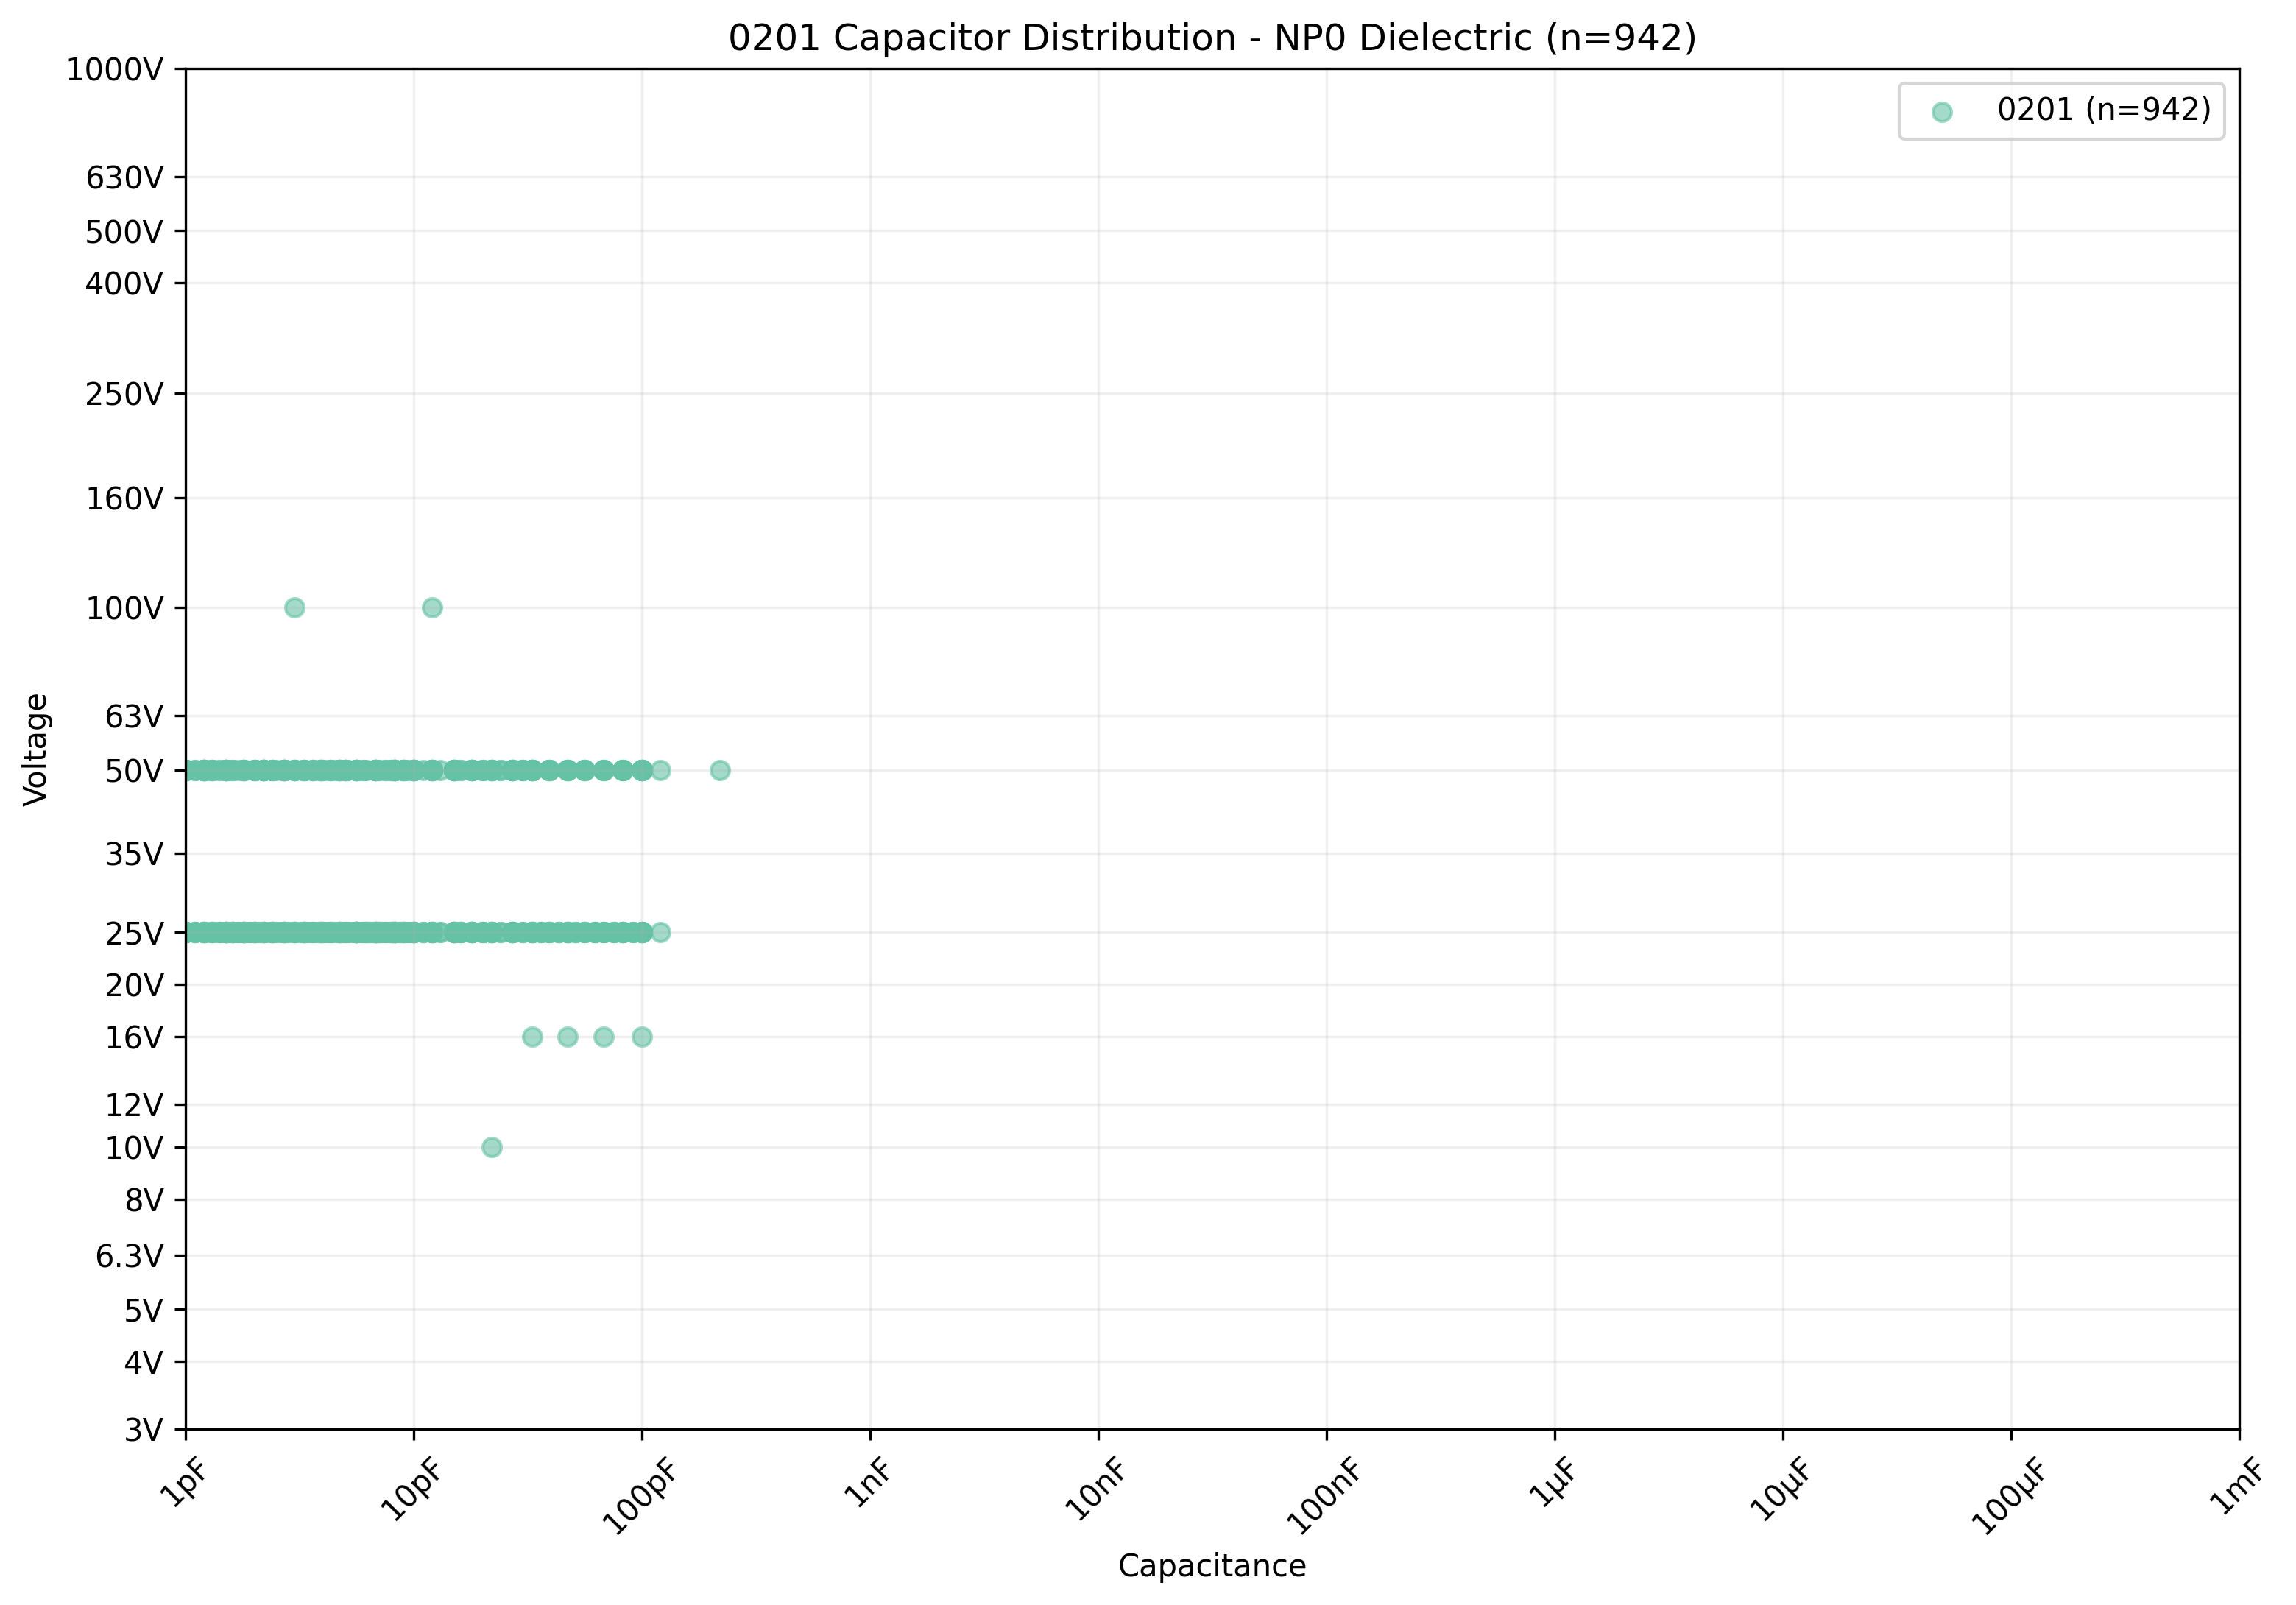 0201 Capacitor Distribution - NP0 Dielectric (n=942)
0201 (n=942)
Voltage
1000V
630V
500V
400V
250V
160V
100V
63V
50V
35V
25V
20V
16V
12V
10V
8V
6.3V
5V
4V
3V
1pF
10pF
100pF
1nF
10nF
100nF
1μF
10μF
100μF
1mF
Capacitance